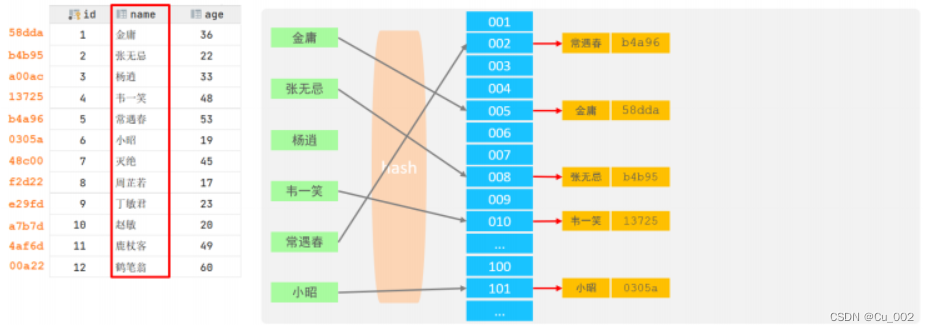 id name age
58dda 1 金庸 36
b4b95 2 张无忌 22
a00ac 3 杨逍 33
13725 4 韦一笑 48
b4a96 5 常遇春 53
0305a 6 小昭 19
48c00 7 灭绝 45
f2d22 8 周芷若 17
e29fd 9 丁敏君 23
a7b7d 10 赵敏 20
4af6d 11 鹿杖客 49
00a22 12 鹤笔翁 60
金庸
张无忌
杨逍
韦一笑
常遇春
小昭
hash
001
002
003
004
005
006
007
008
009
010
...
100
101
...
常遇春 b4a96
金庸 58dda
张无忌 b4b95
韦一笑 13725
小昭 0305a
CSDN @Cu_002